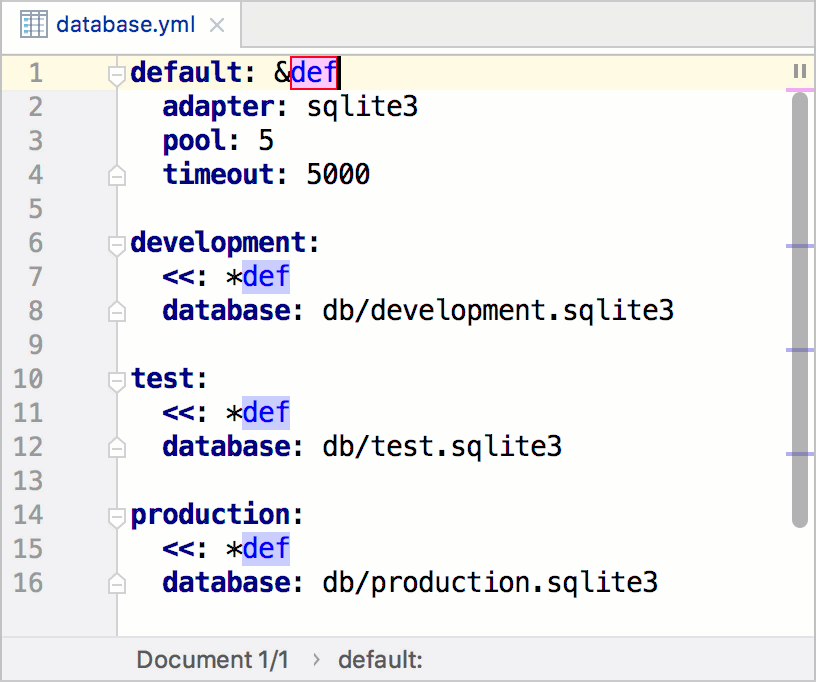 database.yml
1 default: &def
2   adapter: sqlite3
3   pool: 5
4   timeout: 5000
5
6 development:
7   <<: *def
8   database: db/development.sqlite3
9
10 test:
11   <<: *def
12   database: db/test.sqlite3
13
14 production:
15   <<: *def
16   database: db/production.sqlite3
Document 1/1 › default: